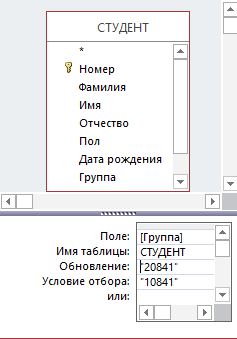 СТУДЕНТ
*
Номер
Фамилия
Имя
Отчество
Пол
Дата рождения
Группа
Поле: [Группа]
Имя таблицы: СТУДЕНТ
Обновление: "20841"
Условие отбора: "10841"
или: